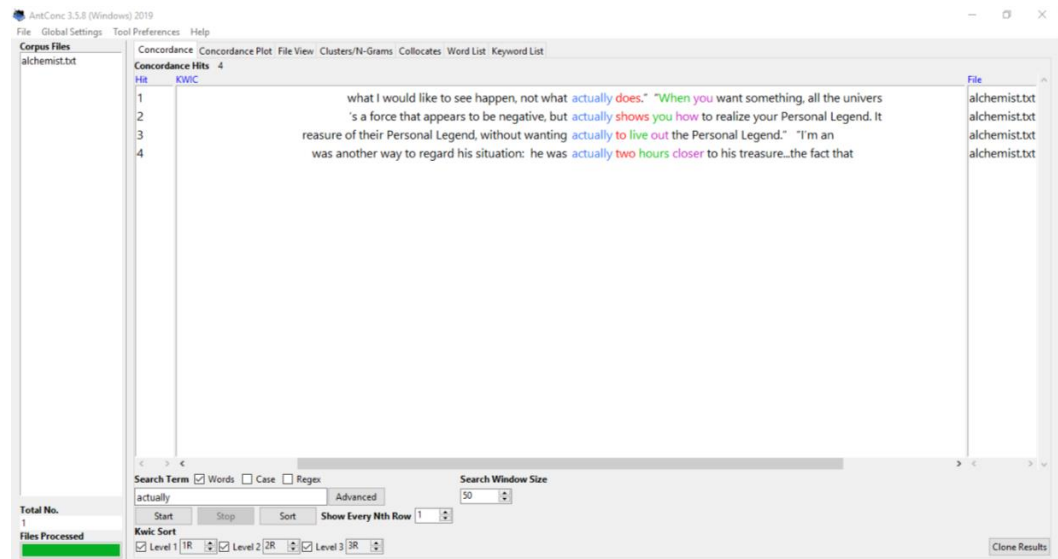 AntConc 3.5.8 (Windows) 2019
File Global Settings Tool Preferences Help
Corpus Files
alchemist.txt
Concordance Concordance Plot File View Clusters/N-Grams Collocates Word List Keyword List
Concordance Hits 4
Hit KWIC File
1 what I would like to see happen, not what actually does." "When you want something, all the univers alchemist.txt
2 's a force that appears to be negative, but actually shows you how to realize your Personal Legend. It alchemist.txt
3 reasure of their Personal Legend, without wanting actually to live out the Personal Legend." "I'm an alchemist.txt
4 was another way to regard his situation: he was actually two hours closer to his treasure...the fact that alchemist.txt
Search Term Words Case Regex Search Window Size
actually Advanced 50
Start Stop Sort Show Every Nth Row 1
Kwic Sort
Level 1 1R Level 2 2R Level 3 3R
Total No.
1
Files Processed
Clone Results